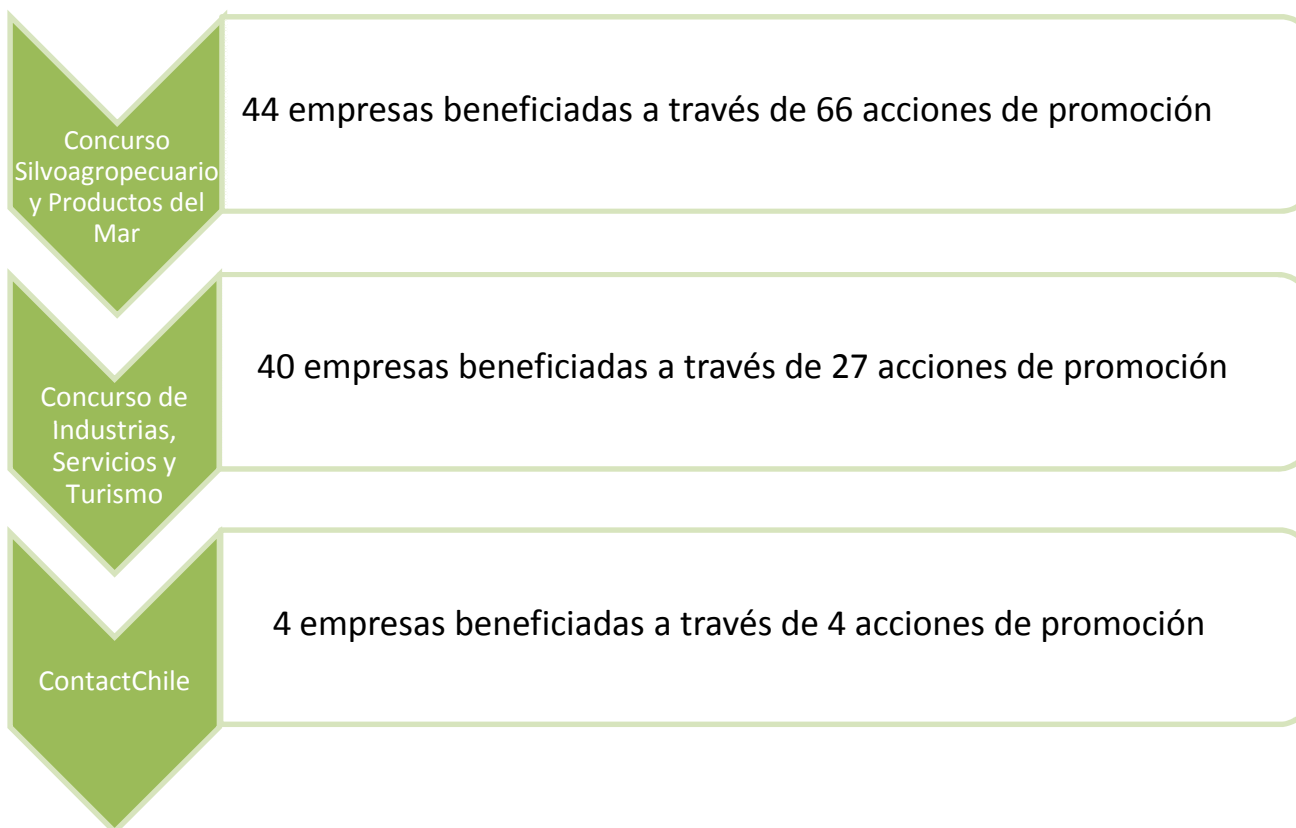 44 empresas beneficiadas a través de 66 acciones de promoción
Concurso
Silvoagropecuario
y Productos del
Mar
40 empresas beneficiadas a través de 27 acciones de promoción
Concurso de
Industrias,
Servicios y
Turismo
4 empresas beneficiadas a través de 4 acciones de promoción
ContactChile